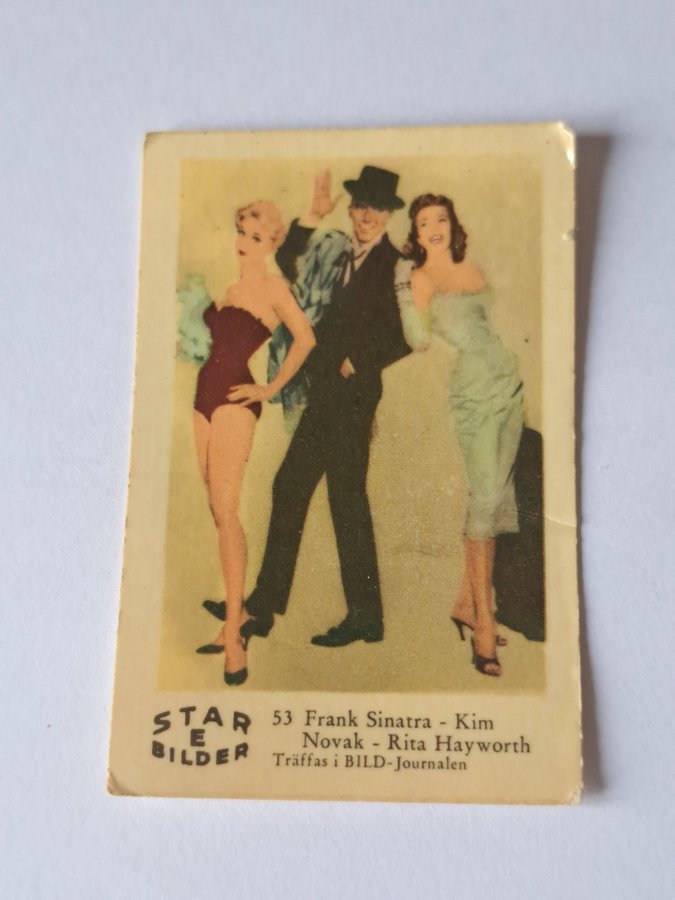 STAR
E
BILDER
53 Frank Sinatra - Kim
Novak - Rita Hayworth
Träffas i BILD-Journalen